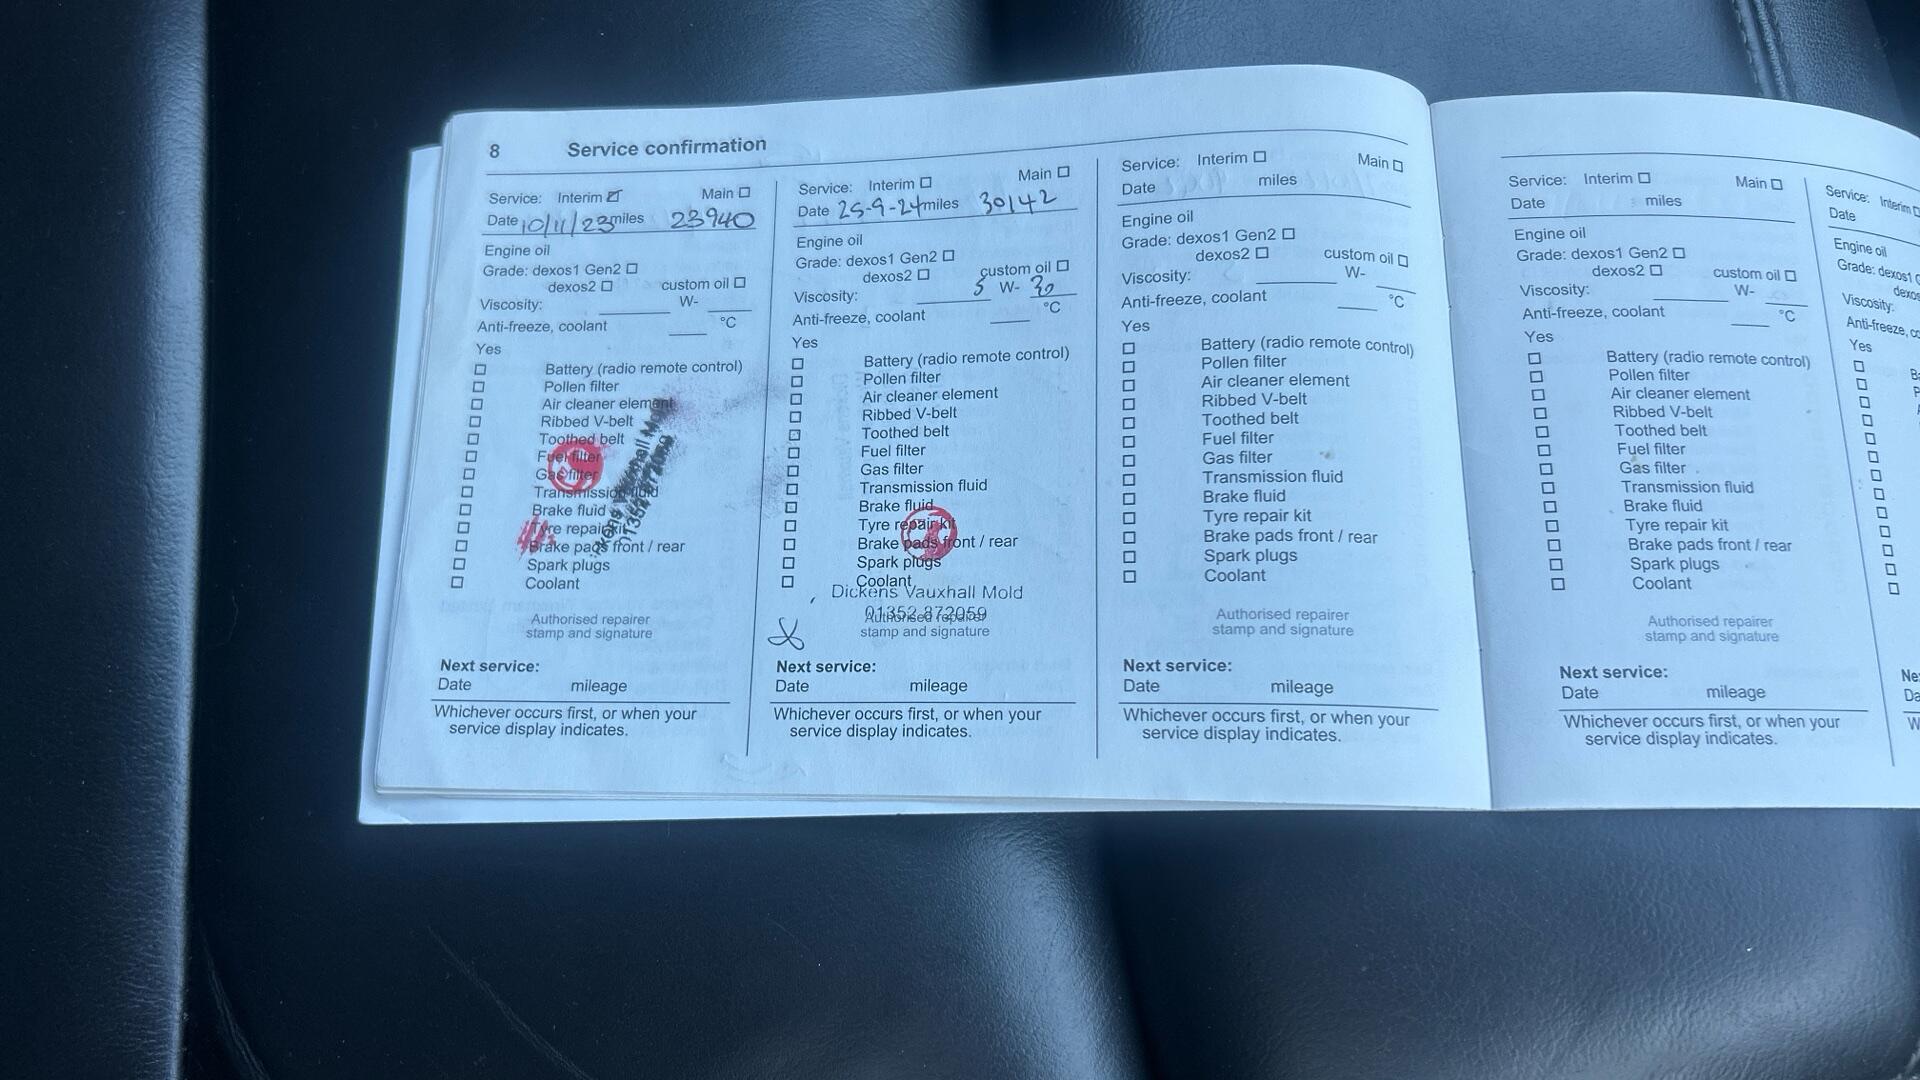 8 Service confirmation
Service: Interim Main
Date 10/11/23 miles 23940
Engine oil
Grade: dexos1 Gen2
dexos2 custom oil
Viscosity: W-
Anti-freeze, coolant °C
Yes
Battery (radio remote control)
Pollen filter
Air cleaner element
Ribbed V-belt
Toothed belt
Fuel filter
Gas filter
Transmission fluid
Brake fluid
Tyre repair kit
Brake pads front / rear
Spark plugs
Coolant
Authorised repairer
stamp and signature
Next service:
Date mileage
Whichever occurs first, or when your
service display indicates.
Service: Interim Main
Date 25-9-24 miles 30142
Engine oil
Grade: dexos1 Gen2
dexos2 custom oil
Viscosity: 5 W- 30
Anti-freeze, coolant °C
Yes
Battery (radio remote control)
Pollen filter
Air cleaner element
Ribbed V-belt
Toothed belt
Fuel filter
Gas filter
Transmission fluid
Brake fluid
Tyre repair kit
Brake pads front / rear
Spark plugs
Coolant
Dickens Vauxhall Mold
01352 872059
Authorised repairer
stamp and signature
Next service:
Date mileage
Whichever occurs first, or when your
service display indicates.
Service: Interim Main
Date miles
Engine oil
Grade: dexos1 Gen2
dexos2 custom oil
Viscosity: W-
Anti-freeze, coolant °C
Yes
Battery (radio remote control)
Pollen filter
Air cleaner element
Ribbed V-belt
Toothed belt
Fuel filter
Gas filter
Transmission fluid
Brake fluid
Tyre repair kit
Brake pads front / rear
Spark plugs
Coolant
Authorised repairer
stamp and signature
Next service:
Date mileage
Whichever occurs first, or when your
service display indicates.
Service: Interim Main
Date miles
Engine oil
Grade: dexos1 Gen2
dexos2 custom oil
Viscosity: W-
Anti-freeze, coolant °C
Yes
Battery (radio remote control)
Pollen filter
Air cleaner element
Ribbed V-belt
Toothed belt
Fuel filter
Gas filter
Transmission fluid
Brake fluid
Tyre repair kit
Brake pads front / rear
Spark plugs
Coolant
Authorised repairer
stamp and signature
Next service:
Date mileage
Whichever occurs first, or when your
service display indicates.
Service: Interim
Date
Engine oil
Grade: dexos1
Viscosity:
Anti-freeze,
Yes